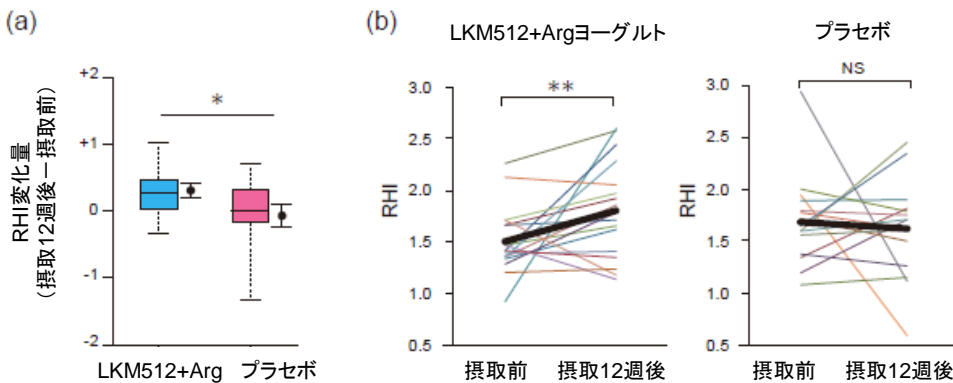 (a)
RHI変化量
(摂取12週後－摂取前)
+2
+1
0
-1
-2
*
LKM512+Arg
プラセボ
(b)
LKM512+Argヨーグルト
RHI
3.0
2.5
2.0
1.5
1.0
0.5
**
摂取前
摂取12週後
プラセボ
RHI
3.0
2.5
2.0
1.5
1.0
0.5
NS
摂取前
摂取12週後